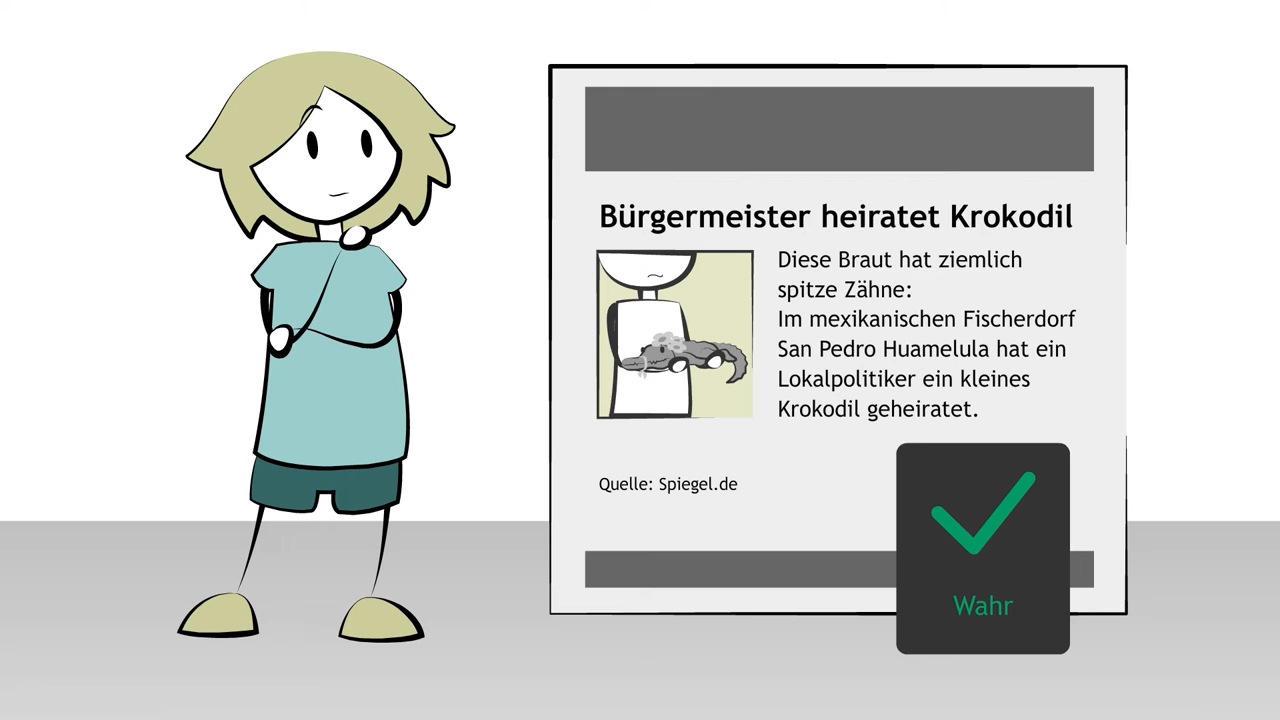 Bürgermeister heiratet Krokodil
Diese Braut hat ziemlich
spitze Zähne:
Im mexikanischen Fischerdorf
San Pedro Huamelula hat ein
Lokalpolitiker ein kleines
Krokodil geheiratet.
Quelle: Spiegel.de
Wahr